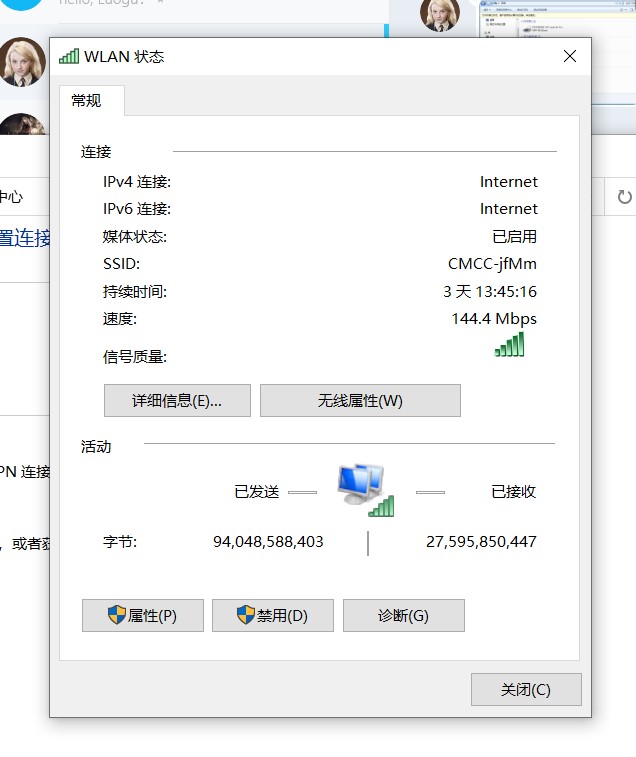 hello, Luogu!
WLAN 状态
常规
连接
IPv4 连接:
Internet
中心
IPv6 连接:
Internet
置连接
媒体状态:
已启用
SSID:
CMCC-jfMm
持续时间:
3 天 13:45:16
速度:
144.4 Mbps
信号质量:
详细信息(E)...
无线属性(W)
活动
PN 连接
已发送
已接收
，或者获
字节:
94,048,588,403
27,595,850,447
属性(P)
禁用(D)
诊断(G)
关闭(C)